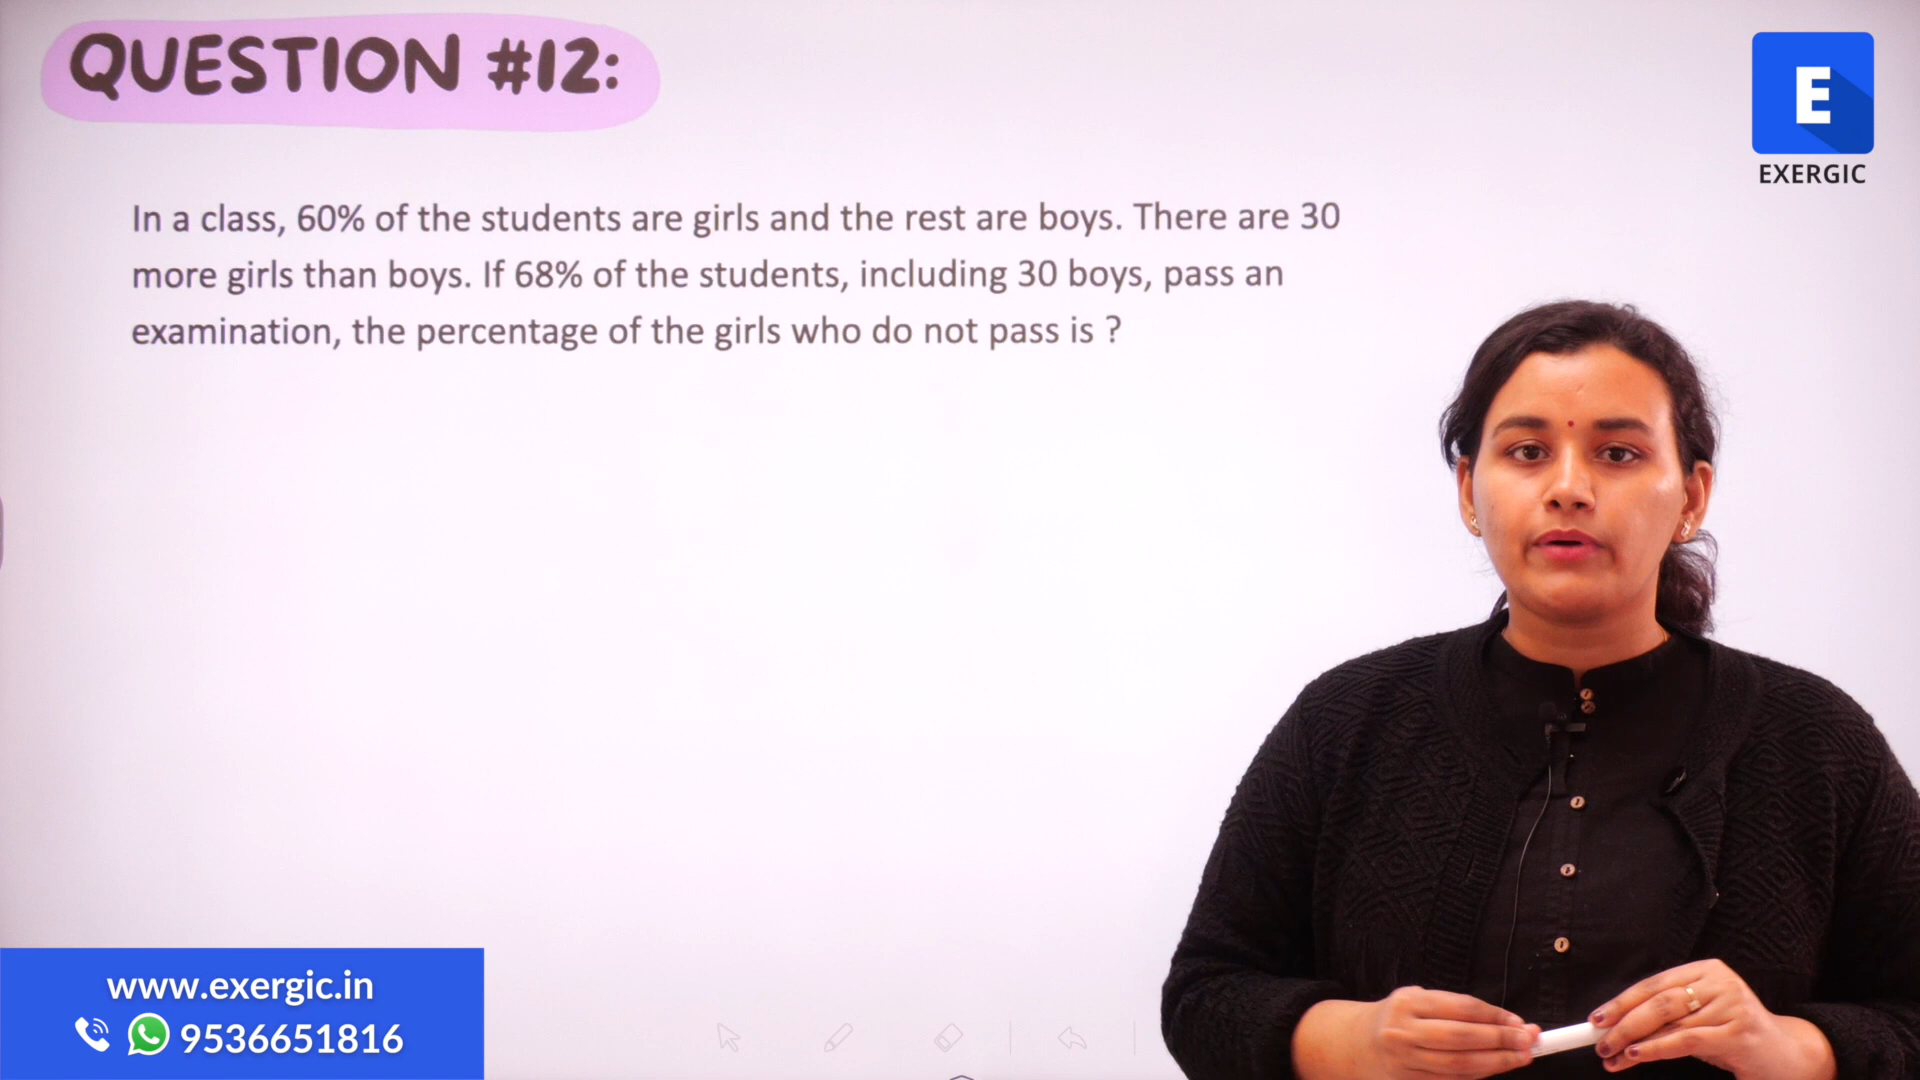 QUESTION #12:
E
EXERGIC
In a class, 60% of the students are girls and the rest are boys. There are 30
more girls than boys. If 68% of the students, including 30 boys, pass an
examination, the percentage of the girls who do not pass is ?
www.exergic.in
9536651816